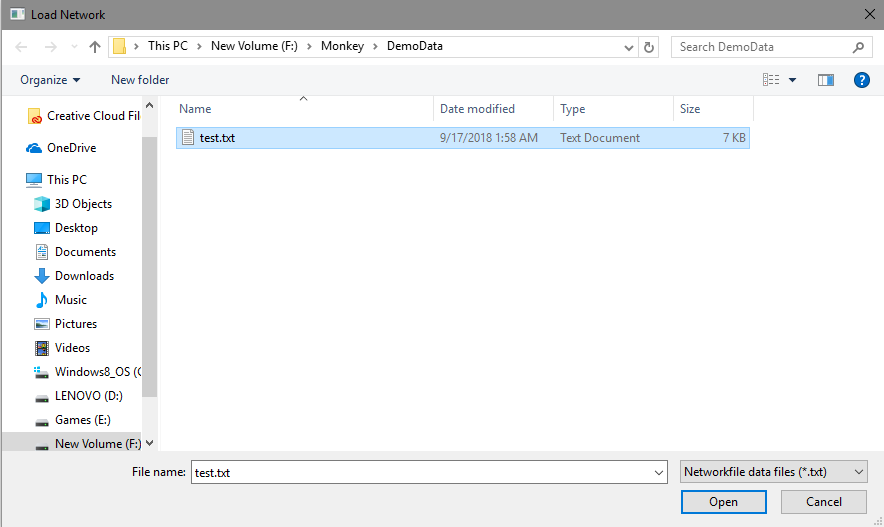 Load Network
This PC > New Volume (F:) > Monkey > DemoData
Search DemoData
Organize
New folder
Name
Date modified
Type
Size
test.txt
9/17/2018 1:58 AM
Text Document
7 KB
Creative Cloud Fil
OneDrive
This PC
3D Objects
Desktop
Documents
Downloads
Music
Pictures
Videos
Windows8_OS (C
LENOVO (D:)
Games (E:)
New Volume (F:)
File name:
test.txt
Networkfile data files (*.txt)
Open
Cancel